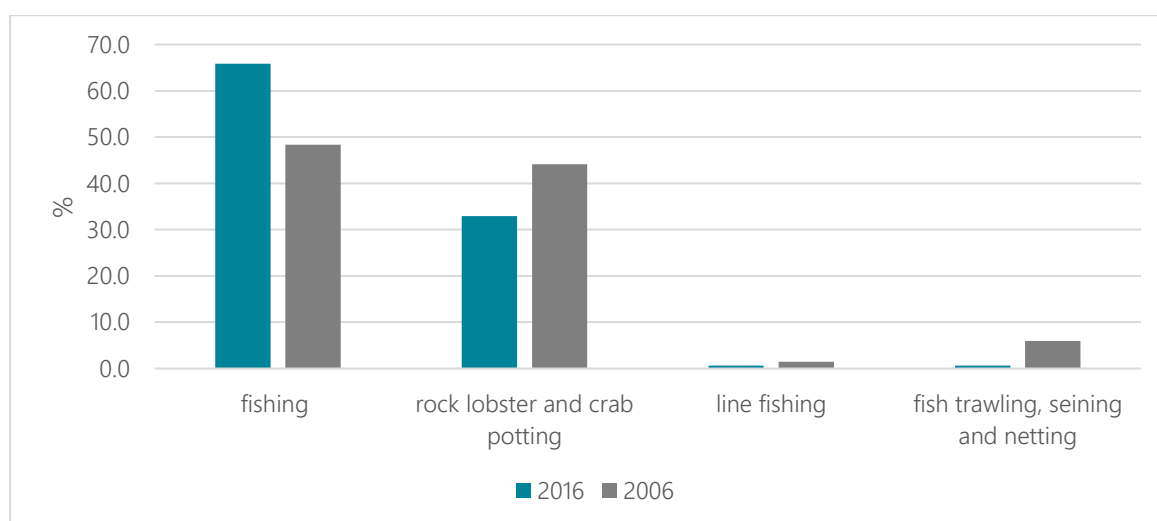 70.0
60.0
50.0
40.0
30.0
20.0
10.0
0.0
%
fishing
rock lobster and crab
potting
line fishing
fish trawling, seining
and netting
2016 2006